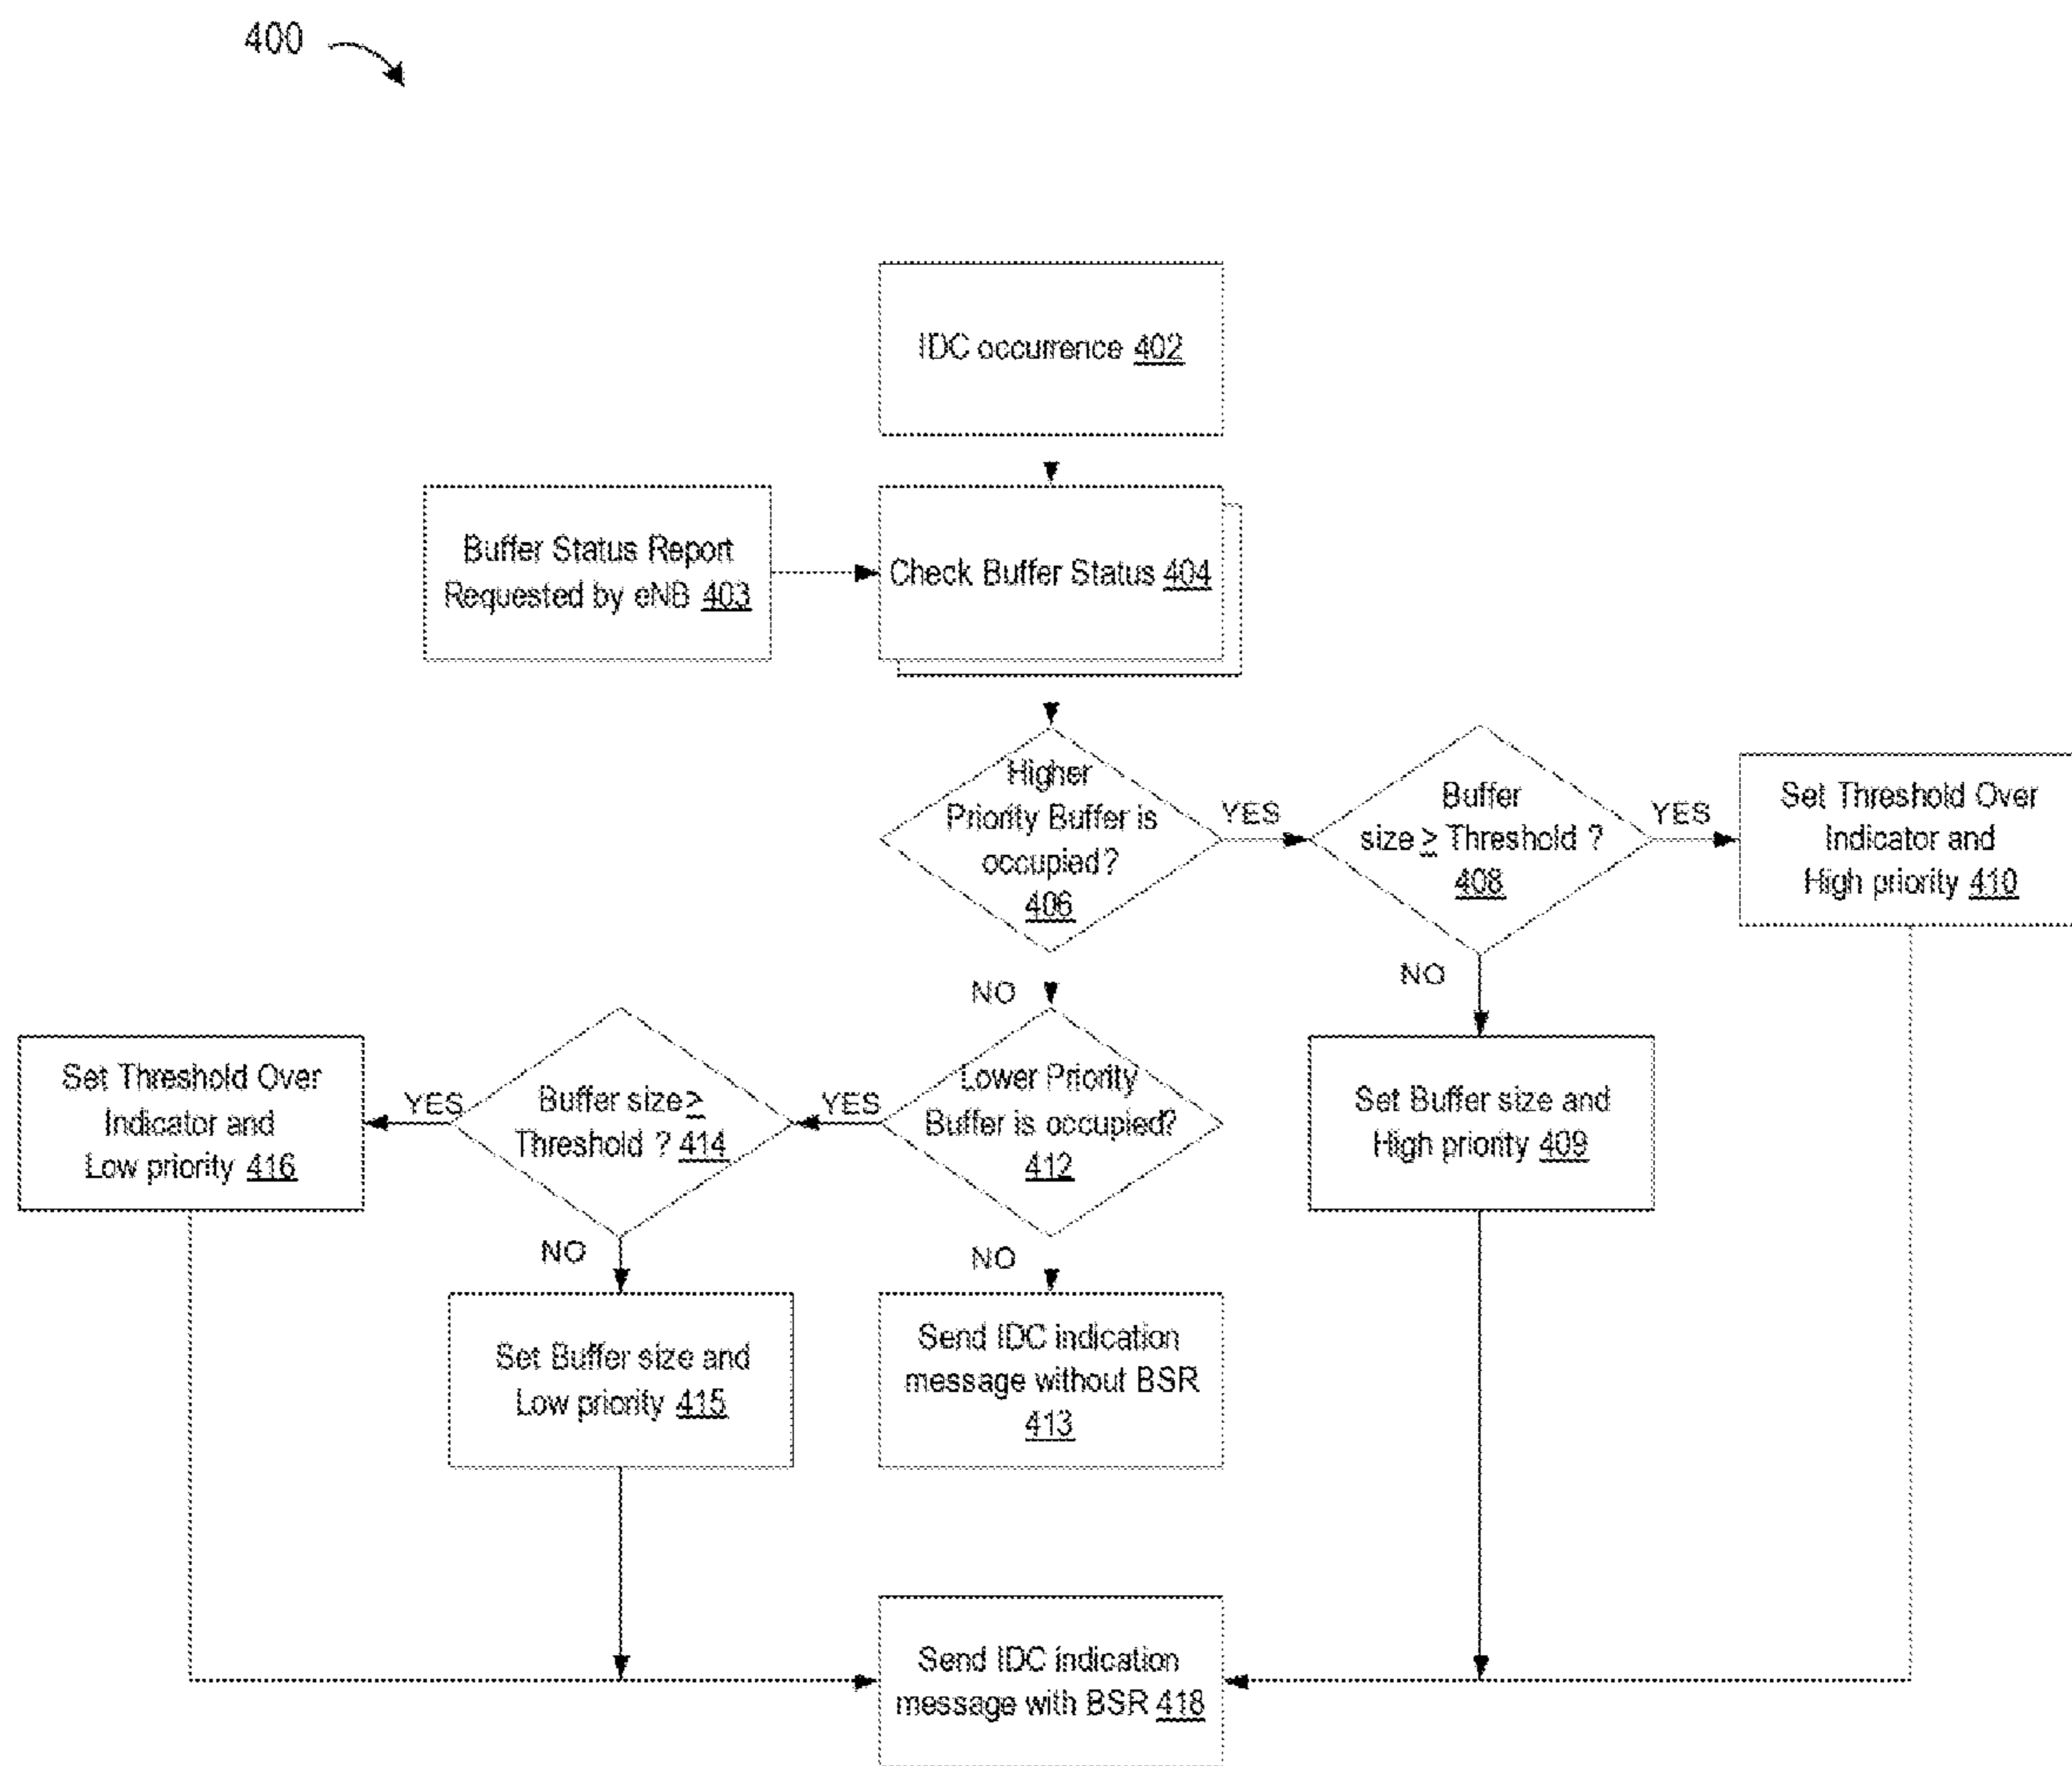 400
IDC occurrence 402
Buffer Status Report
Requested by eNB 403
Check Buffer Status 404
Higher
Priority Buffer is
occupied?
406
YES
Buffer
size ≥ Threshold ?
408
YES
Set Threshold Over
Indicator and
High priority 410
NO
NO
Set Threshold Over
Indicator and
Low priority 416
YES
Buffer size ≥
Threshold ? 414
YES
Lower Priority
Buffer is occupied?
412
Set Buffer size and
High priority 409
NO
NO
Set Buffer size and
Low priority 415
Send IDC indication
message without BSR
413
Send IDC indication
message with BSR 418